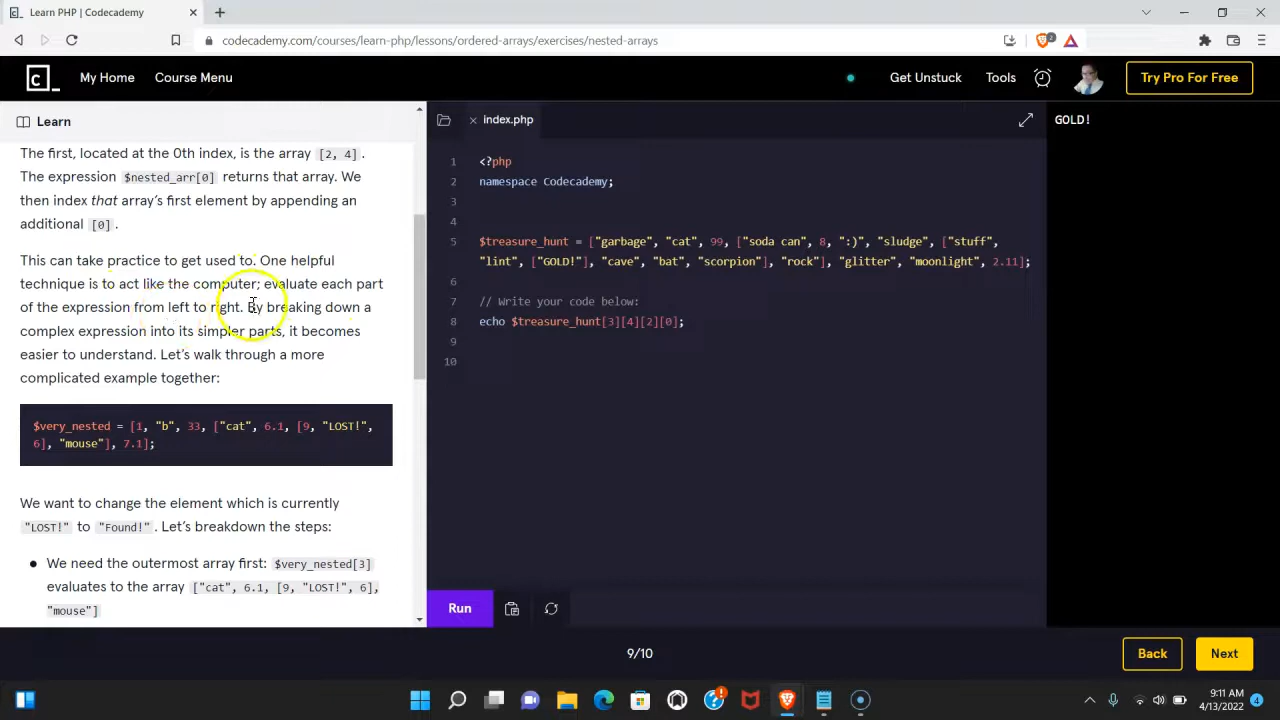 Learn PHP | Codecademy
codecademy.com/courses/learn-php/lessons/ordered-arrays/exercises/nested-arrays
2
C_
My Home
Course Menu
Get Unstuck
Tools
Try Pro For Free
Learn
The first, located at the 0th index, is the array [2, 4].
The expression $nested_arr[0] returns that array. We
then index that array's first element by appending an
additional [0].
This can take practice to get used to. One helpful
technique is to act like the computer; evaluate each part
of the expression from left to right. By breaking down a
complex expression into its simpler parts, it becomes
easier to understand. Let's walk through a more
complicated example together:
$very_nested = [1, "b", 33, ["cat", 6.1, [9, "LOST!",
6], "mouse"], 7.1];
We want to change the element which is currently
"LOST!" to "Found!". Let's breakdown the steps:
● We need the outermost array first: $very_nested[3]
evaluates to the array ["cat", 6.1, [9, "LOST!", 6],
"mouse"]
index.php
1 <?php
2 namespace Codecademy;
3
4
5 $treasure_hunt = ["garbage", "cat", 99, ["soda can", 8, ":)", "sludge", ["stuff",
"lint", ["GOLD!"], "cave", "bat", "scorpion"], "rock"], "glitter", "moonlight", 2.11];
6
7 // Write your code below:
8 echo $treasure_hunt[3][4][2][0];
9
10
Run
GOLD!
9/10
Back
Next
9:11 AM
4/13/2022
4